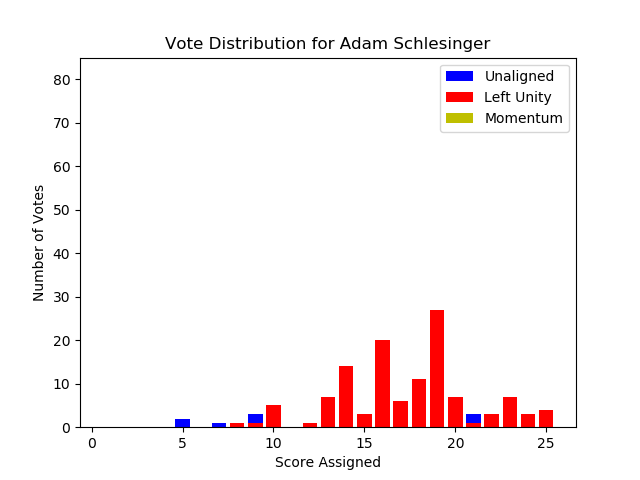 Vote Distribution for Adam Schlesinger
Unaligned
Left Unity
Momentum
80
70
60
50
40
30
20
10
0
Number of Votes
0 5 10 15 20 25
Score Assigned